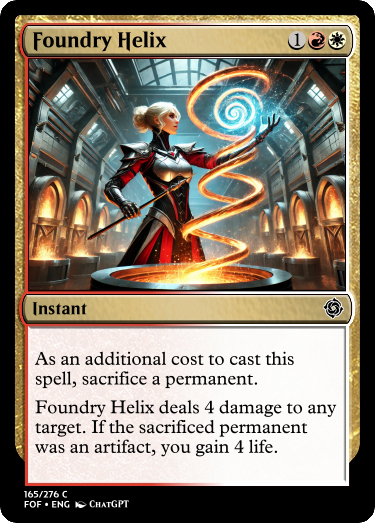 Foundry Helix 1
Instant
As an additional cost to cast this
spell, sacrifice a permanent.
Foundry Helix deals 4 damage to any
target. If the sacrificed permanent
was an artifact, you gain 4 life.
165/276 C
FOF • ENG ChatGPT